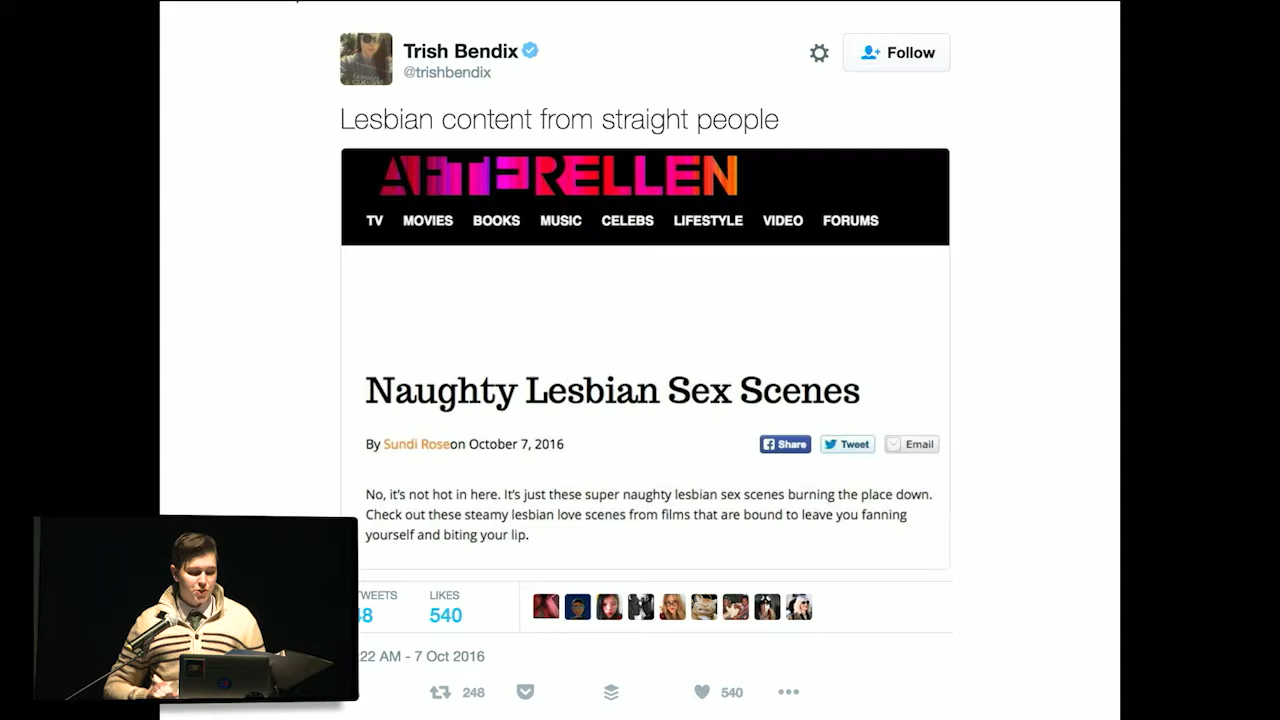 Trish Bendix
@trishbendix
Follow
Lesbian content from straight people
AFTERELLEN
TV MOVIES BOOKS MUSIC CELEBS LIFESTYLE VIDEO FORUMS
Naughty Lesbian Sex Scenes
By Sundi Roseon October 7, 2016
Share Tweet Email
No, it's not hot in here. It's just these super naughty lesbian sex scenes burning the place down.
Check out these steamy lesbian love scenes from films that are bound to leave you fanning
yourself and biting your lip.
TWEETS LIKES
48 540
22 AM - 7 Oct 2016
248 540